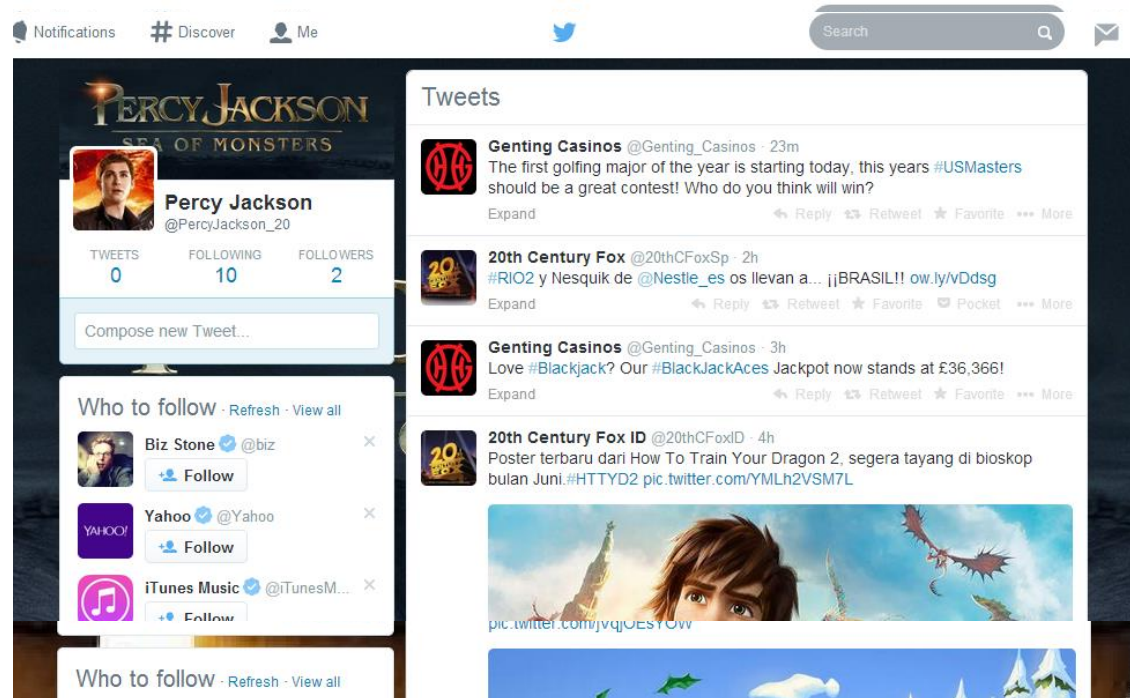 Notifications
Discover
Me
Search
PERCY JACKSON
SEA OF MONSTERS
Percy Jackson
@PercyJackson_20
TWEETS FOLLOWING FOLLOWERS
0 10 2
Compose new Tweet...
Who to follow · Refresh · View all
Biz Stone @biz
Follow
YAHOO!
Yahoo @Yahoo
Follow
iTunes Music @iTunesM...
Follow
Who to follow · Refresh · View all
Tweets
Genting Casinos @Genting_Casinos · 23m
The first golfing major of the year is starting today, this years #USMasters
should be a great contest! Who do you think will win?
Expand Reply Retweet Favorite More
20th Century Fox @20thCFoxSp · 2h
#RIO2 y Nesquik de @Nestle_es os llevan a... ¡¡BRASIL!! ow.ly/vDdsg
Expand Reply Retweet Favorite Pocket More
Genting Casinos @Genting_Casinos · 3h
Love #Blackjack? Our #BlackJackAces Jackpot now stands at £36,366!
Expand Reply Retweet Favorite More
20th Century Fox ID @20thCFoxID · 4h
Poster terbaru dari How To Train Your Dragon 2, segera tayang di bioskop
bulan Juni.#HTTYD2 pic.twitter.com/YMLh2VSM7L